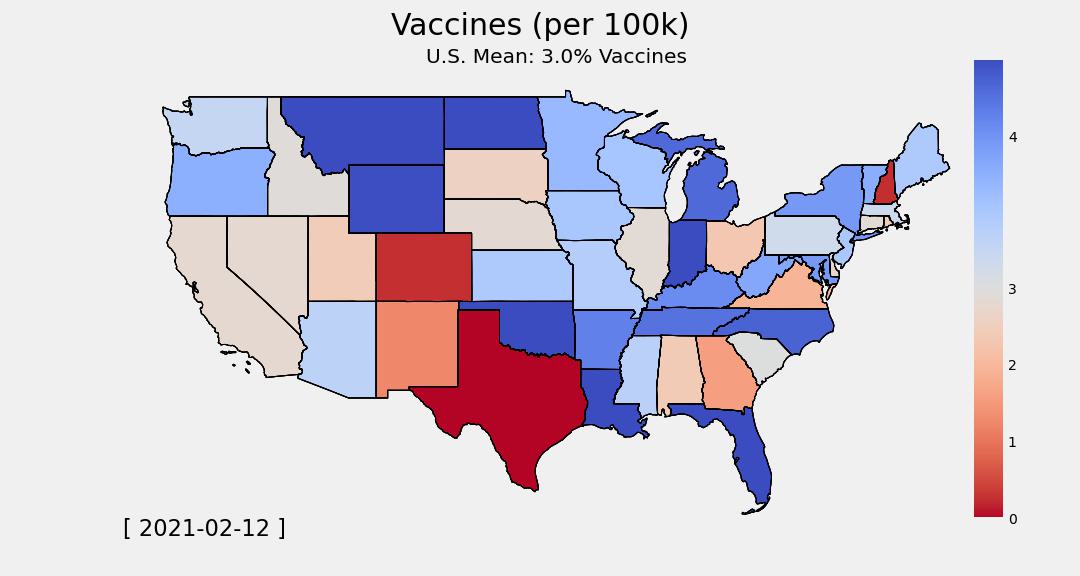 Vaccines (per 100k)
U.S. Mean: 3.0% Vaccines
4
3
2
1
0
[ 2021-02-12 ]